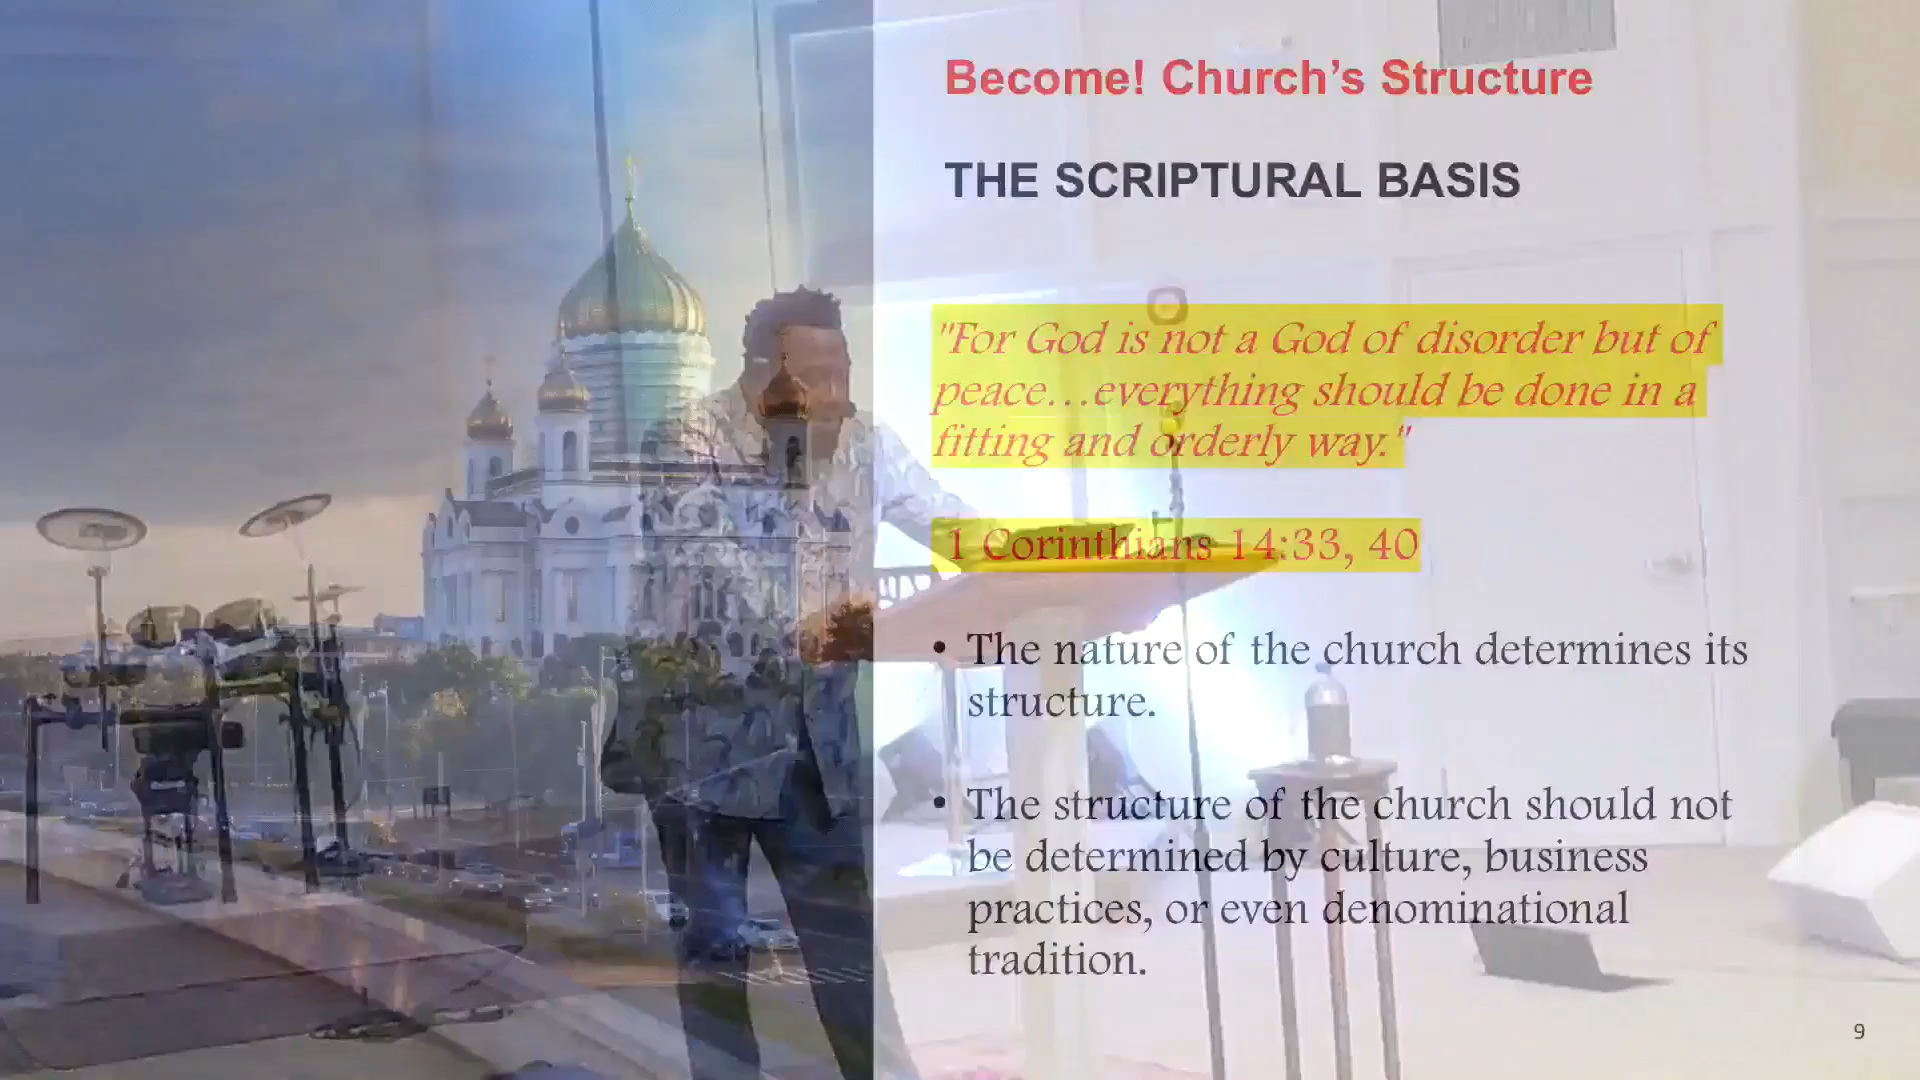 Become! Church’s Structure
THE SCRIPTURAL BASIS
"For God is not a God of disorder but of
peace…everything should be done in a
fitting and orderly way."
1 Corinthians 14:33, 40
• The nature of the church determines its
structure.
• The structure of the church should not
be determined by culture, business
practices, or even denominational
tradition.
9